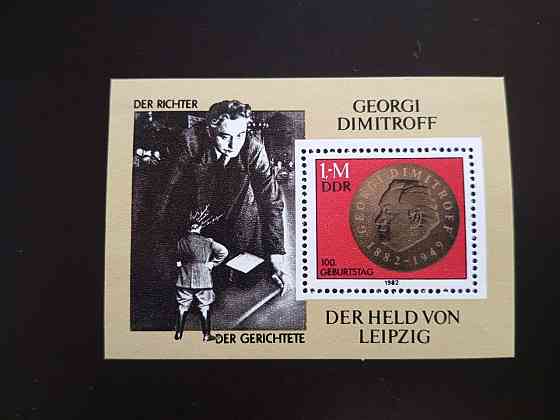 DER RICHTER
DER GERICHTETE
GEORGI
DIMITROFF
1,-M
DDR
GEORGI DIMITROFF
1882-1949
100.
GEBURTSTAG
1982
DER HELD VON
LEIPZIG